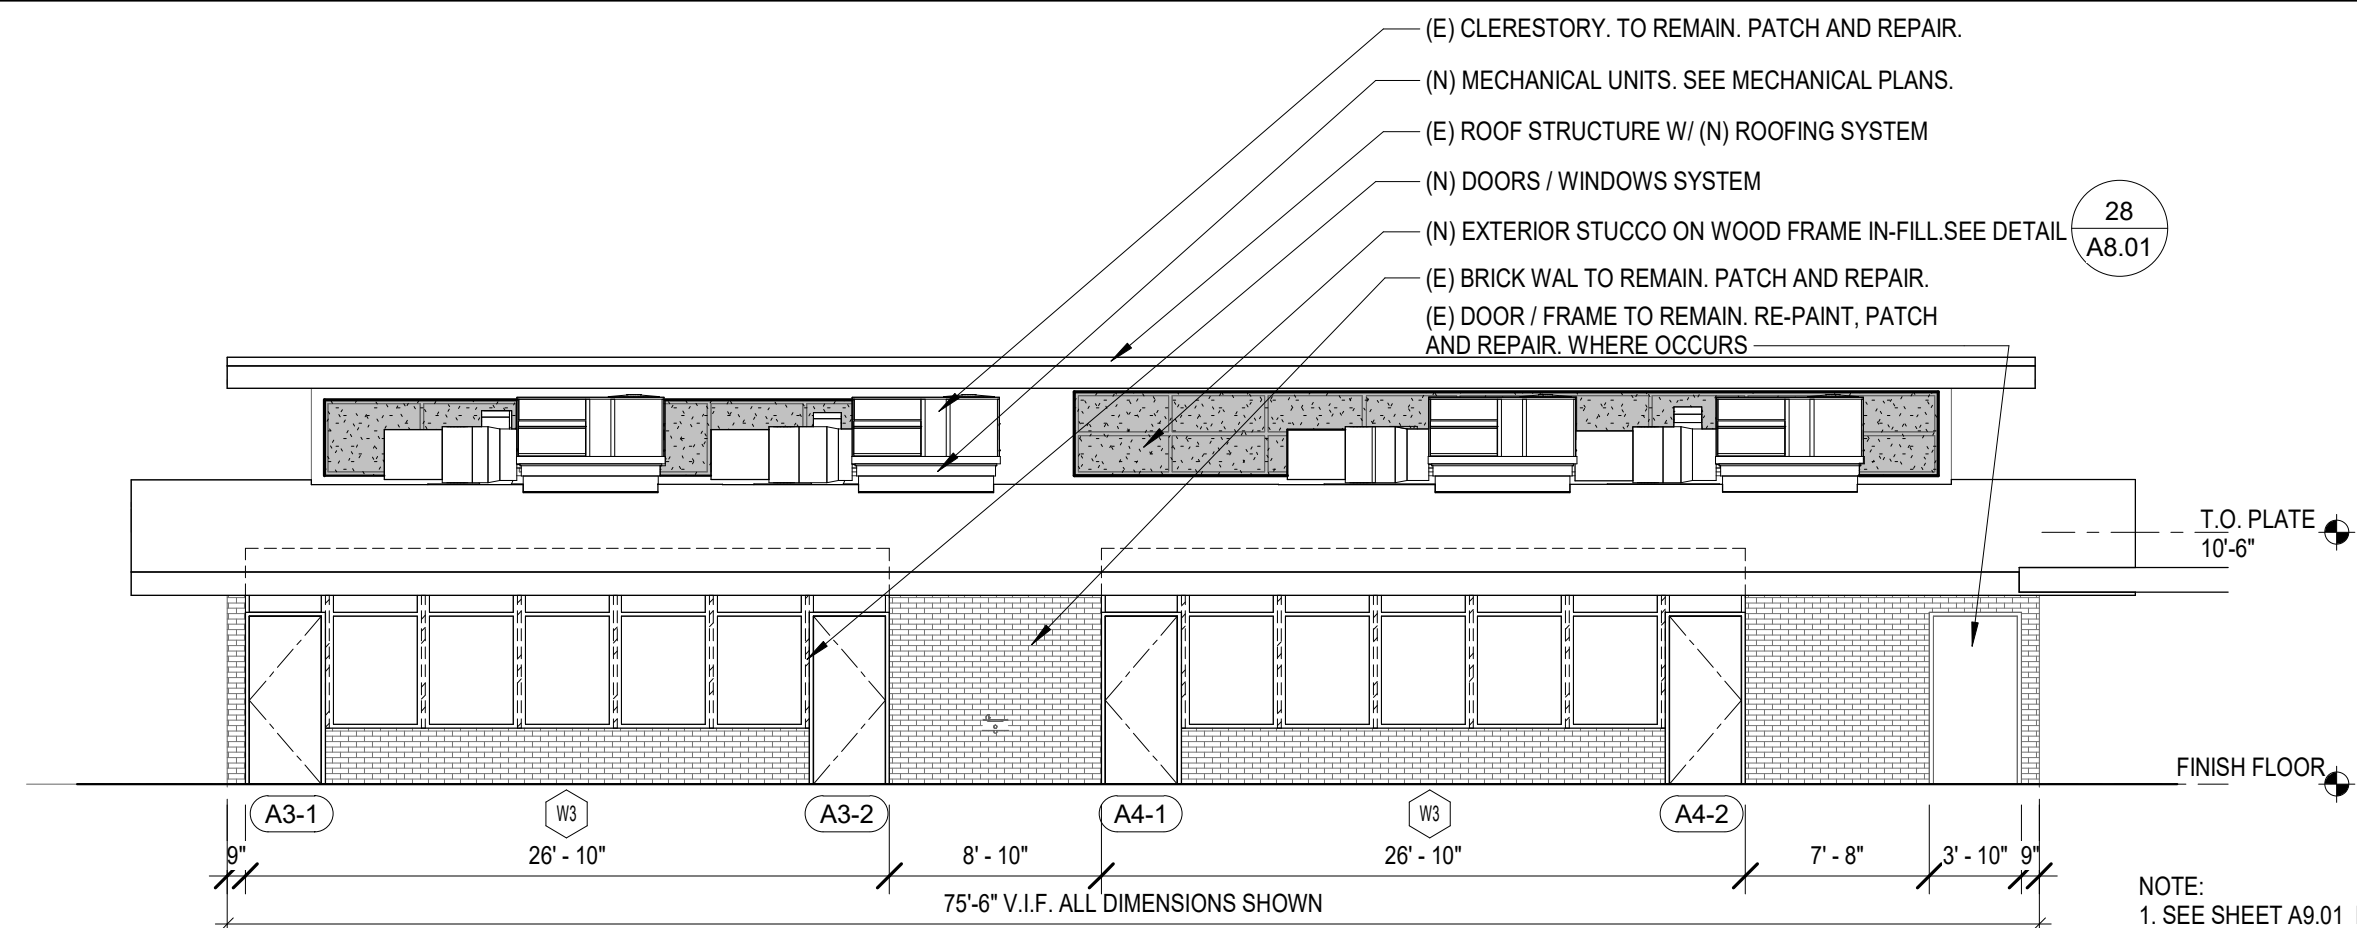 (E) CLERESTORY. TO REMAIN. PATCH AND REPAIR.
(N) MECHANICAL UNITS. SEE MECHANICAL PLANS.
(E) ROOF STRUCTURE W/ (N) ROOFING SYSTEM
(N) DOORS / WINDOWS SYSTEM
(N) EXTERIOR STUCCO ON WOOD FRAME IN-FILL.SEE DETAIL
28
A8.01
(E) BRICK WAL TO REMAIN. PATCH AND REPAIR.
(E) DOOR / FRAME TO REMAIN. RE-PAINT, PATCH
AND REPAIR. WHERE OCCURS
T.O. PLATE
10'-6"
FINISH FLOOR
A3-1
W3
A3-2
A4-1
W3
A4-2
9"
26' - 10"
8' - 10"
26' - 10"
7' - 8"
3' - 10"
9"
75'-6" V.I.F. ALL DIMENSIONS SHOWN
NOTE:
1. SEE SHEET A9.01